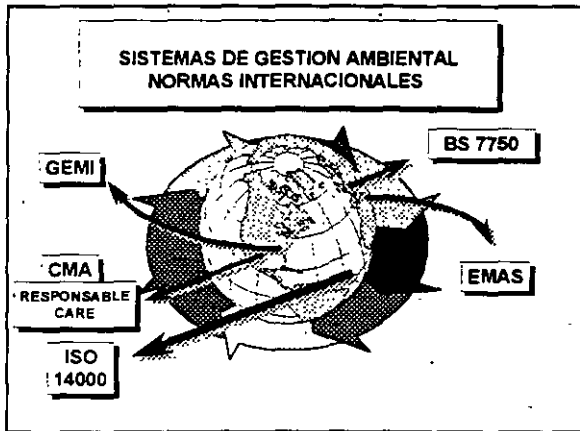 SISTEMAS DE GESTION AMBIENTAL
NORMAS INTERNACIONALES
BS 7750
GEMI
CMA
RESPONSABLE
CARE
EMAS
ISO
14000